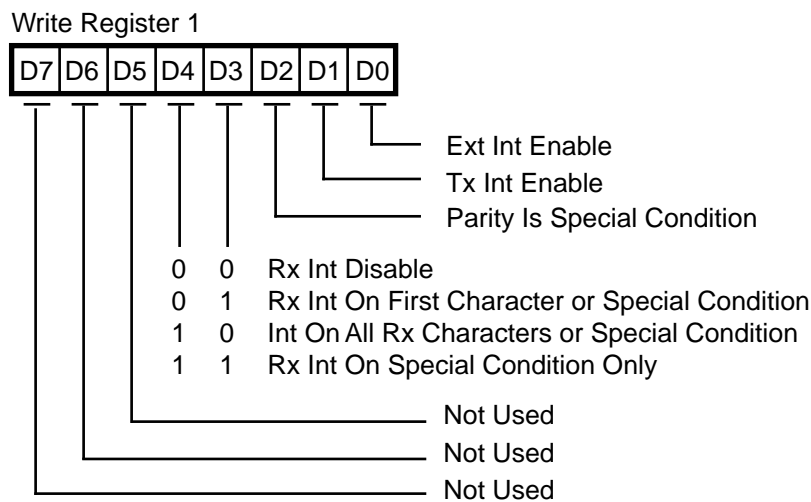 Write Register 1
D7 D6 D5 D4 D3 D2 D1 D0
Ext Int Enable
Tx Int Enable
Parity Is Special Condition
0 0 Rx Int Disable
0 1 Rx Int On First Character or Special Condition
1 0 Int On All Rx Characters or Special Condition
1 1 Rx Int On Special Condition Only
Not Used
Not Used
Not Used